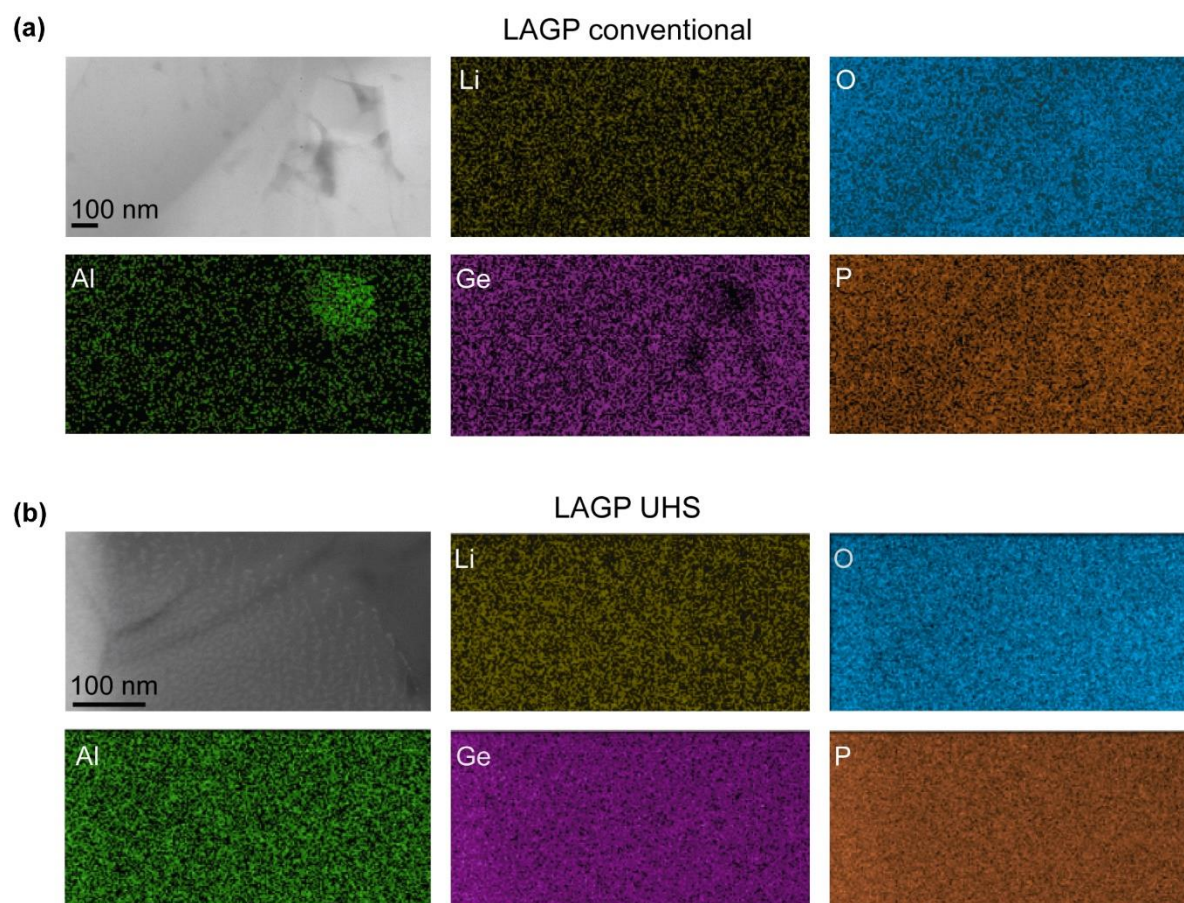 (a)
LAGP conventional
100 nm
Li
O
Al
Ge
P
(b)
LAGP UHS
100 nm
Li
O
Al
Ge
P